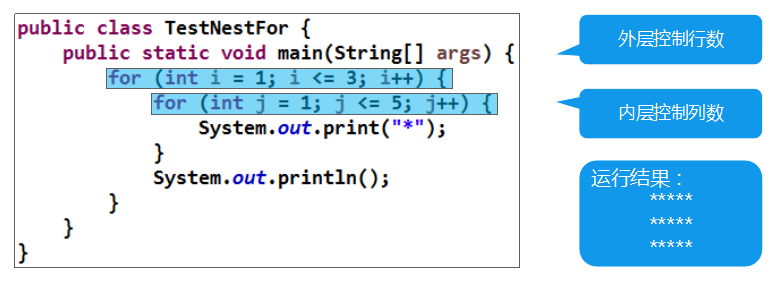 public class TestNestFor {
public static void main(String[] args) {
for (int i = 1; i <= 3; i++) {
for (int j = 1; j <= 5; j++) {
System.out.print("*");
}
System.out.println();
}
}
}
外层控制行数
内层控制列数
运行结果：
*****
*****
*****